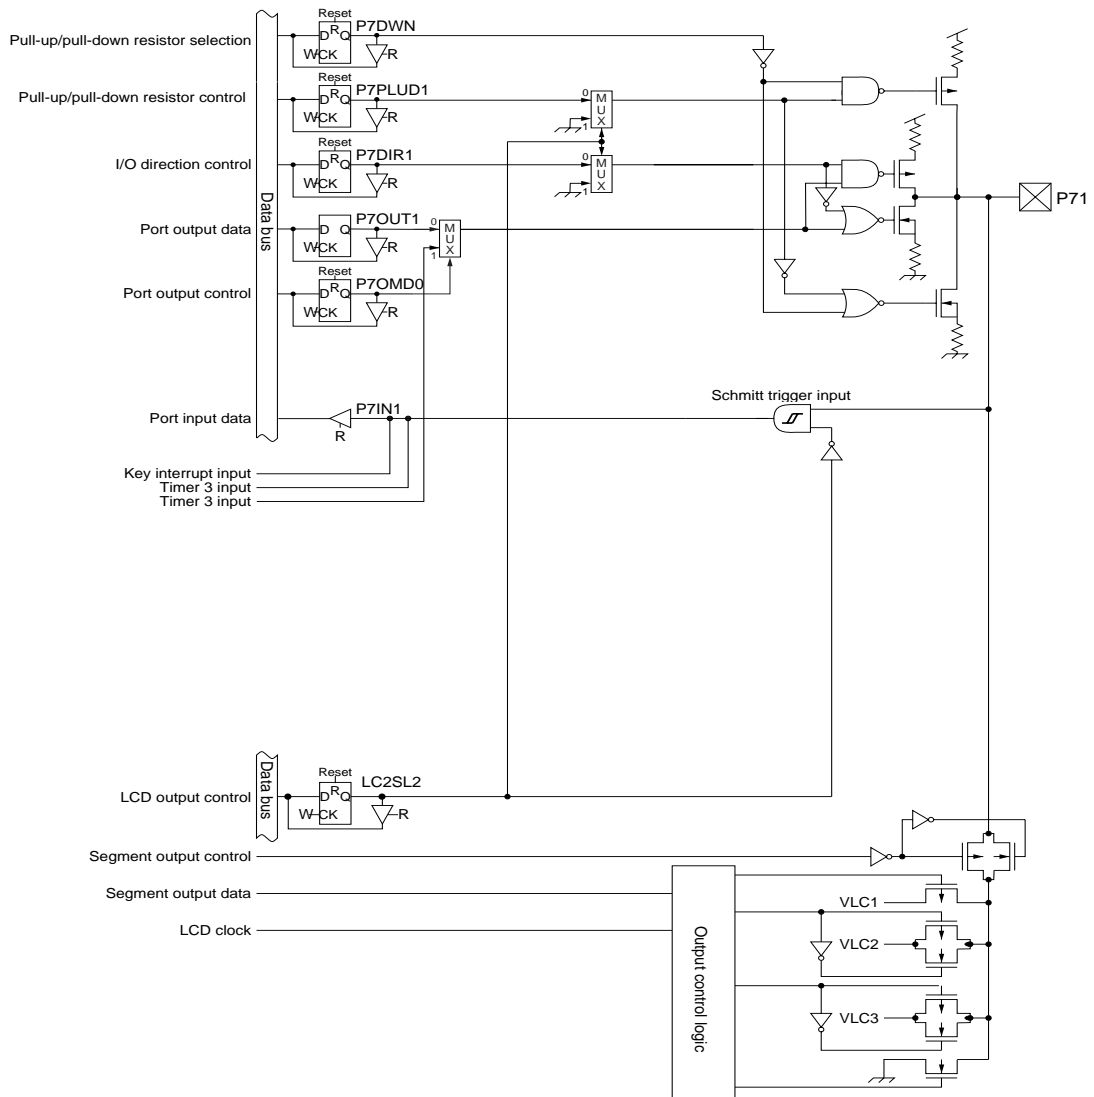 Reset
Pull-up/pull-down resistor selection
D R Q
P7DWN
W CK
R
Reset
Pull-up/pull-down resistor control
D R Q
P7PLUD1
W CK
R
0
MUX
1
Reset
I/O direction control
D R Q
P7DIR1
W CK
R
0
MUX
1
P71
Data bus
Port output data
D Q
P7OUT1
W CK
R
0
MUX
1
Reset
Port output control
D R Q
P7OMD0
W CK
R
Schmitt trigger input
Port input data
P7IN1
R
Key interrupt input
Timer 3 input
Timer 3 input
Data bus
Reset
LCD output control
D R Q
LC2SL2
W CK
R
Segment output control
Segment output data
LCD clock
Output control logic
VLC1
VLC2
VLC3